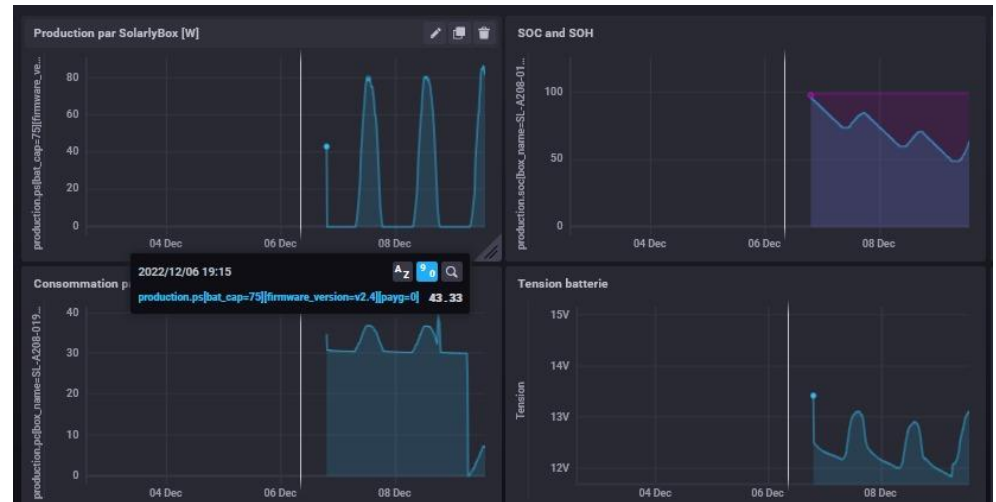 Production par SolarlyBox [W]
production.ps[bat_cap=75][firmware_ve...
80
60
40
20
0
04 Dec
06 Dec
08 Dec
SOC and SOH
production.soc[box_name=SL-A208-01...
100
50
0
04 Dec
06 Dec
08 Dec
2022/12/06 19:15
AZ
90
production.ps[bat_cap=75][firmware_version=v2.4][payg=0]
43.33
Consommation p
production.pc[box_name=SL-A208-019...
40
30
20
10
0
04 Dec
06 Dec
08 Dec
Tension batterie
Tension
15V
14V
13V
12V
04 Dec
06 Dec
08 Dec